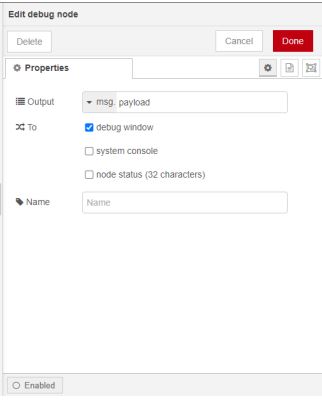 Edit debug node
Delete Cancel Done
Properties
Output msg. payload
To debug window
system console
node status (32 characters)
Name Name
Enabled